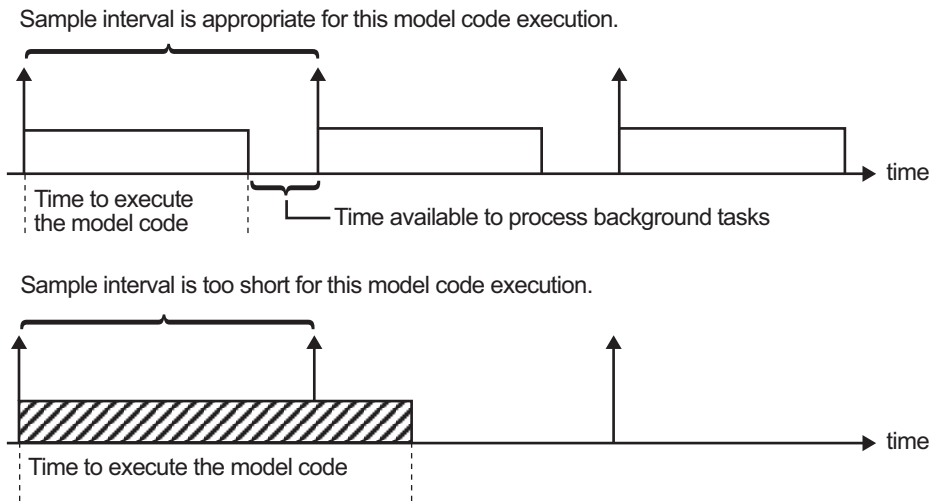 Sample interval is appropriate for this model code execution.
time
Time to execute
the model code
Time available to process background tasks
Sample interval is too short for this model code execution.
time
Time to execute the model code